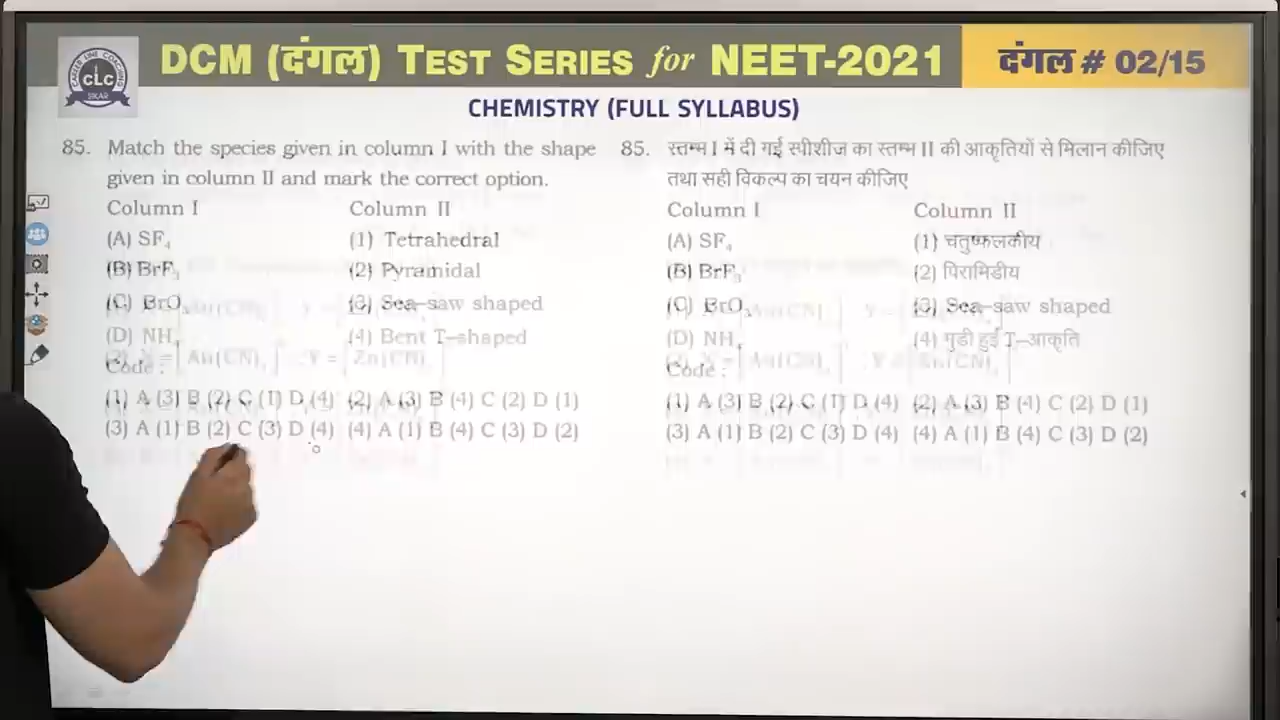 DCM (दंगल) TEST SERIES for NEET-2021
दंगल # 02/15
CLC
SIKAR
CHEMISTRY (FULL SYLLABUS)
85. Match the species given in column I with the shape
given in column II and mark the correct option.
Column I Column II
(A) SF₄ (1) Tetrahedral
(B) BrF₃ (2) Pyramidal
(C) BrO₃ (3) Sea-saw shaped
(D) NH₄ (4) Bent T-shaped
Code :
(1) A (3) B (2) C (1) D (4) (2) A (3) B (4) C (2) D (1)
(3) A (1) B (2) C (3) D (4) (4) A (1) B (4) C (3) D (2)
85. स्तम्भ I में दी गई स्पीशीज का स्तम्भ II की आकृतियों से मिलान कीजिए
तथा सही विकल्प का चयन कीजिए
Column I Column II
(A) SF₄ (1) चतुष्फलकीय
(B) BrF₃ (2) पिरामिडीय
(C) BrO₃ (3) Sea-saw shaped
(D) NH₄ (4) मुडी हुई T-आकृति
Code :
(1) A (3) B (2) C (1) D (4) (2) A (3) B (4) C (2) D (1)
(3) A (1) B (2) C (3) D (4) (4) A (1) B (4) C (3) D (2)